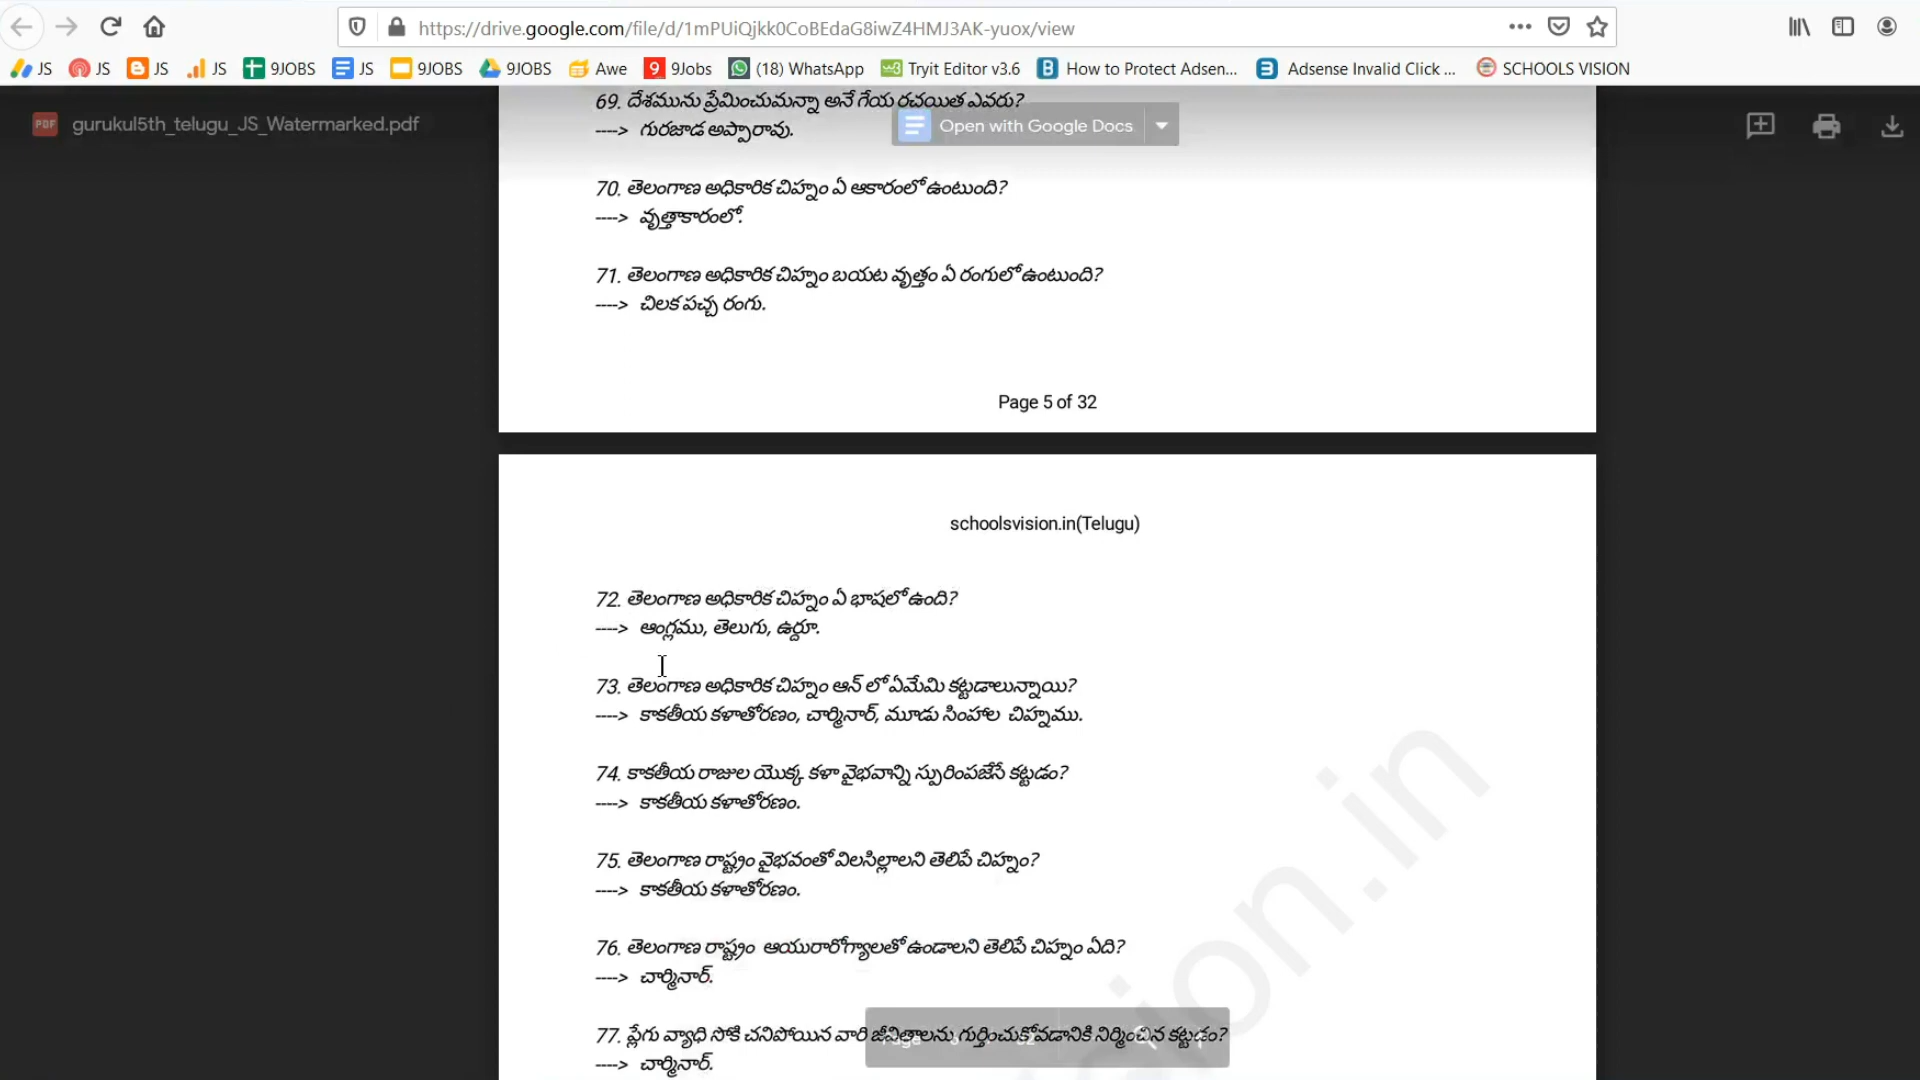 https://drive.google.com/file/d/1mPUiQjkk0CoBEdaG8iwZ4HMJ3AK-yuox/view
JS JS JS JS 9JOBS JS 9JOBS 9JOBS Awe 9Jobs (18) WhatsApp Tryit Editor v3.6 How to Protect Adsen... Adsense Invalid Click ... SCHOOLS VISION
PDF gurukul5th_telugu_JS_Watermarked.pdf
Open with Google Docs
69. దేశమును ప్రేమించుమన్నా అనే గేయ రచయిత ఎవరు?
----> గురజాడ అప్పారావు.
70. తెలంగాణ అధికారిక చిహ్నం ఏ ఆకారంలో ఉంటుంది?
----> వృత్తాకారంలో.
71. తెలంగాణ అధికారిక చిహ్నం బయట వృత్తం ఏ రంగులో ఉంటుంది?
----> చిలక పచ్చ రంగు.
Page 5 of 32
schoolsvision.in(Telugu)
72. తెలంగాణ అధికారిక చిహ్నం ఏ భాషలో ఉంది?
----> ఆంగ్లము, తెలుగు, ఉర్దూ.
73. తెలంగాణ అధికారిక చిహ్నం ఆన్ లో ఏమేమి కట్టడాలున్నాయి?
----> కాకతీయ కళాతోరణం, చార్మినార్, మూడు సింహాల చిహ్నము.
74. కాకతీయ రాజుల యొక్క కళా వైభవాన్ని స్పురింపజేసే కట్టడం?
----> కాకతీయ కళాతోరణం.
75. తెలంగాణ రాష్ట్రం వైభవంతో విలసిల్లాలని తెలిపే చిహ్నం?
----> కాకతీయ కళాతోరణం.
76. తెలంగాణ రాష్ట్రం ఆయురారోగ్యాలతో ఉండాలని తెలిపే చిహ్నం ఏది?
----> చార్మినార్.
77. ప్లేగు వ్యాధి సోకి చనిపోయిన వారి జీవితాలను గుర్తించుకోవడానికి నిర్మించిన కట్టడం?
----> చార్మినార్.